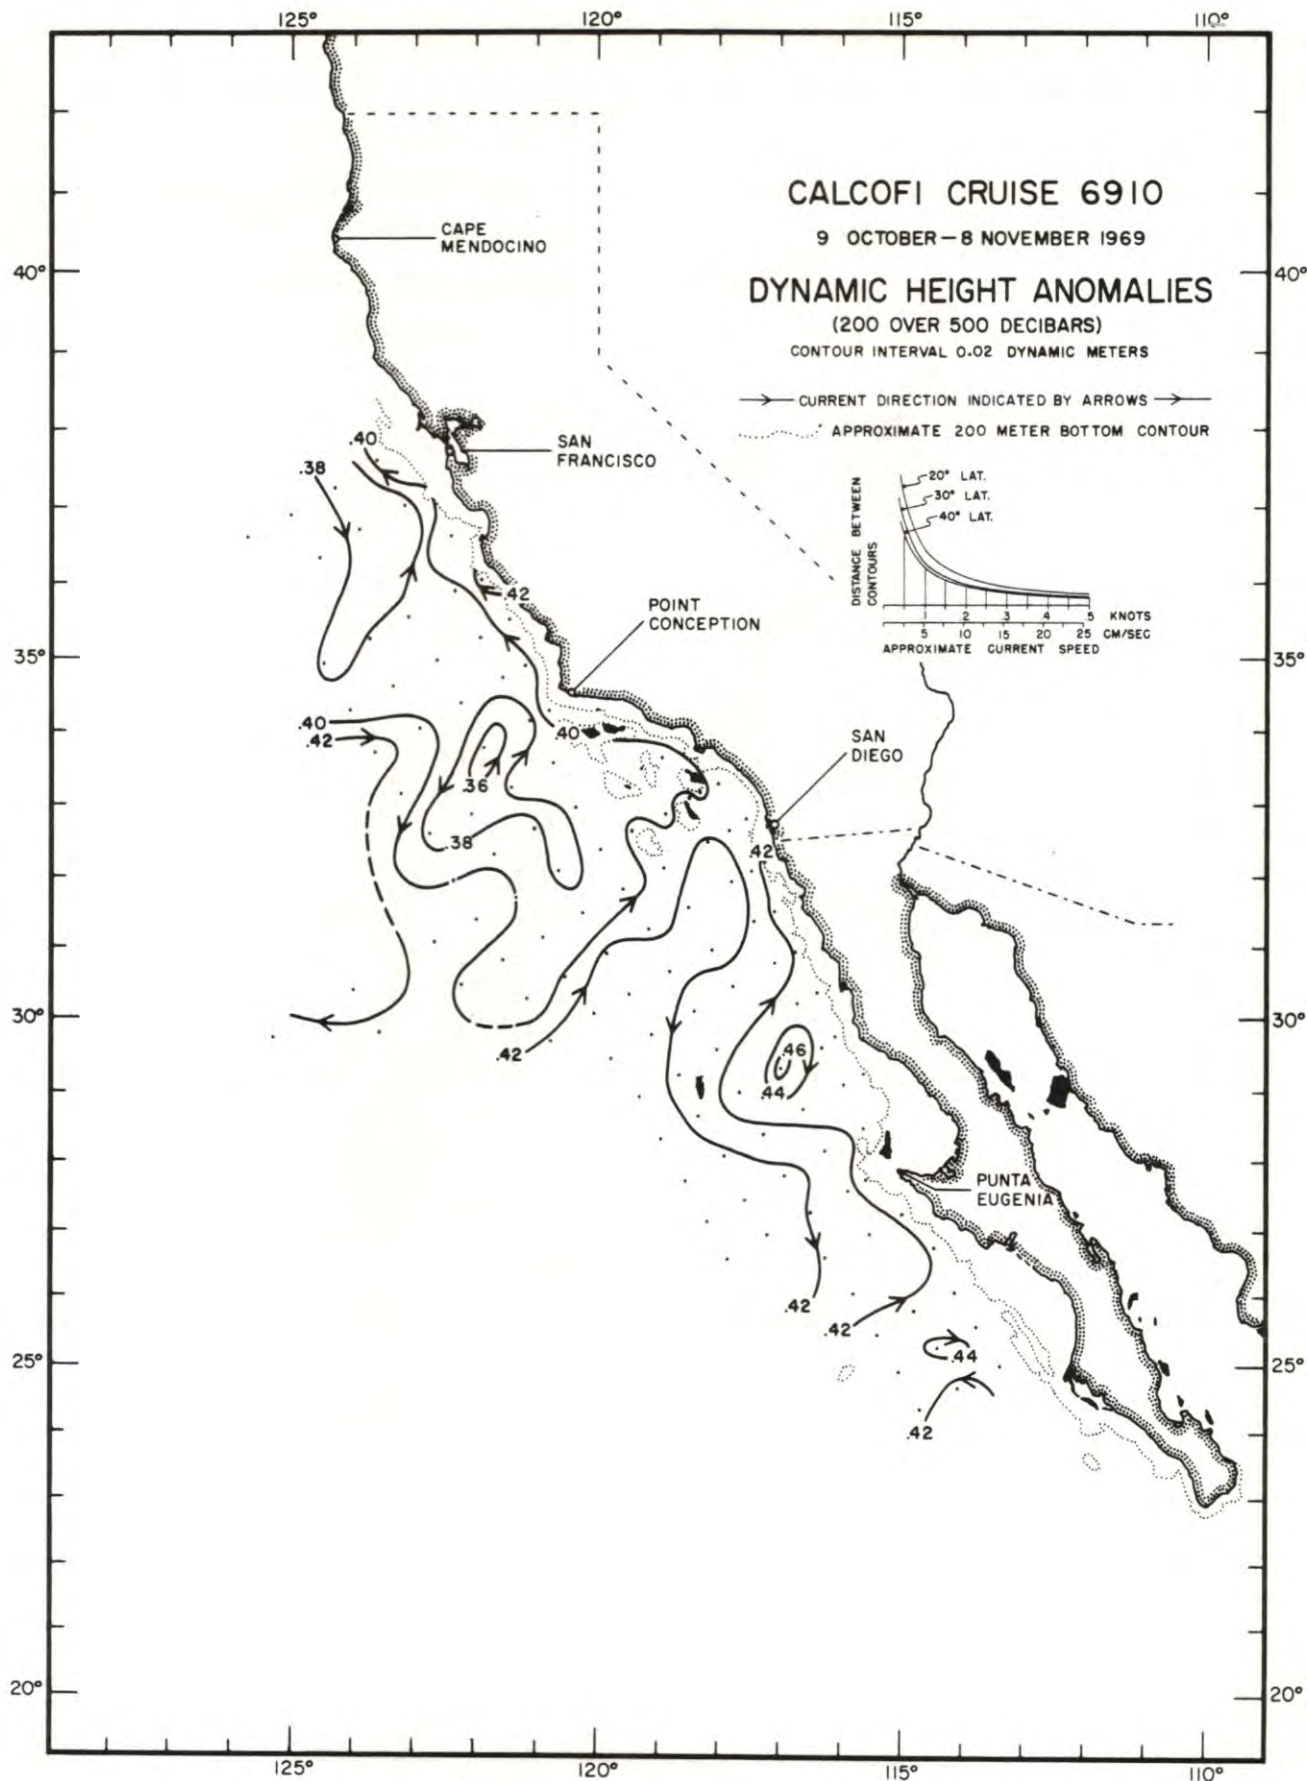 125°
120°
115°
110°
CALCOFI CRUISE 6910
9 OCTOBER—8 NOVEMBER 1969
DYNAMIC HEIGHT ANOMALIES
(200 OVER 500 DECIBARS)
CONTOUR INTERVAL 0.02 DYNAMIC METERS
CURRENT DIRECTION INDICATED BY ARROWS
APPROXIMATE 200 METER BOTTOM CONTOUR
CAPE
MENDOCINO
40°
40°
SAN
FRANCISCO
.40
.38
20° LAT.
30° LAT.
40° LAT.
DISTANCE BETWEEN
CONTOURS
.1 .2 .3 .4 .5 KNOTS
5 10 15 20 25 CM/SEC
APPROXIMATE CURRENT SPEED
.42
POINT
CONCEPTION
35°
35°
.40
.42
.40
.36
.38
SAN
DIEGO
.42
30°
30°
.42
.46
.44
PUNTA
EUGENIA
.42
.42
.44
.42
25°
25°
20°
20°
125°
120°
115°
110°